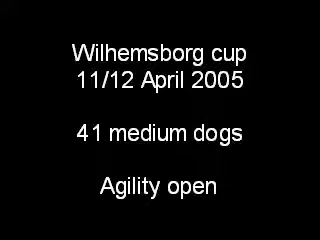 Wilhemsborg cup
11/12 April 2005
41 medium dogs
Agility open